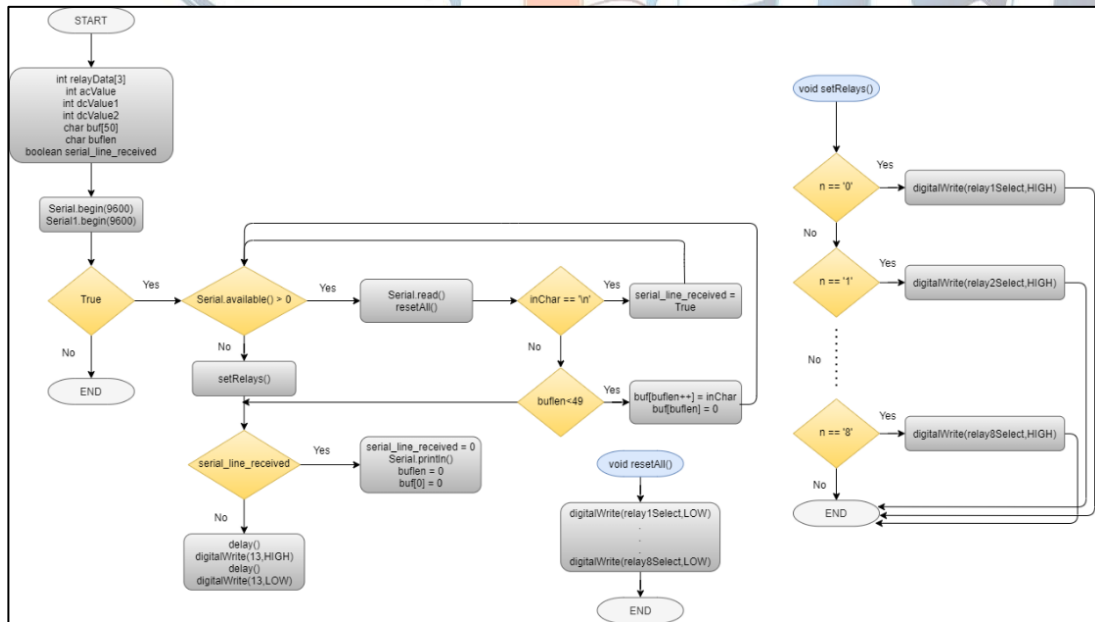 START
int relayData[3]
int acValue
int dcValue1
int dcValue2
char buf[50]
char buflen
boolean serial_line_received
Serial.begin(9600)
Serial1.begin(9600)
True
Yes
No
END
Serial.available() > 0
Yes
No
Serial.read()
resetAll()
inChar == '\n'
Yes
No
serial_line_received =
True
setRelays()
buflen<49
Yes
buf[buflen++] = inChar
buf[buflen] = 0
serial_line_received
Yes
No
serial_line_received = 0
Serial.println()
buflen = 0
buf[0] = 0
delay()
digitalWrite(13,HIGH)
delay()
digitalWrite(13,LOW)
void resetAll()
digitalWrite(relay1Select,LOW)
.
.
.
digitalWrite(relay8Select,LOW)
END
void setRelays()
n == '0'
Yes
No
digitalWrite(relay1Select,HIGH)
n == '1'
Yes
No
digitalWrite(relay2Select,HIGH)
n == '8'
Yes
No
digitalWrite(relay8Select,HIGH)
END